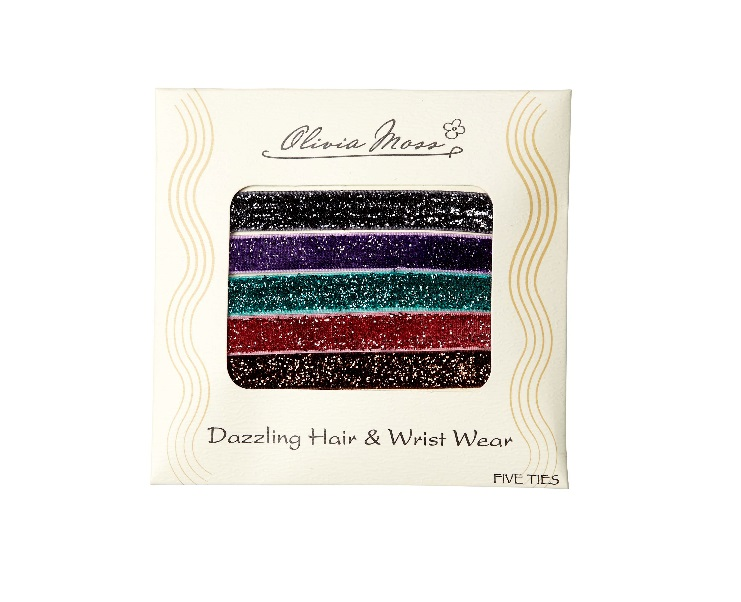 Olivia Moss
Dazzling Hair & Wrist Wear
FIVE TIES